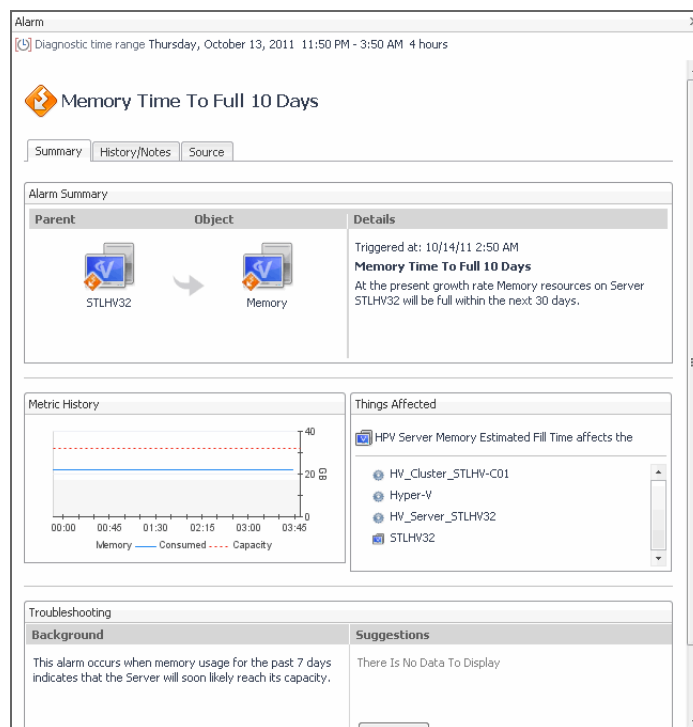 Alarm
Diagnostic time range Thursday, October 13, 2011 11:50 PM - 3:50 AM 4 hours
Memory Time To Full 10 Days
Summary History/Notes Source
Alarm Summary
Parent Object Details
STLHV32
Memory
Triggered at: 10/14/11 2:50 AM
Memory Time To Full 10 Days
At the present growth rate Memory resources on Server
STLHV32 will be full within the next 30 days.
Metric History
40
20
0
GB
00:00 00:45 01:30 02:15 03:00 03:45
Memory Consumed Capacity
Things Affected
HPV Server Memory Estimated Fill Time affects the
HV_Cluster_STLHV-C01
Hyper-V
HV_Server_STLHV32
STLHV32
Troubleshooting
Background
This alarm occurs when memory usage for the past 7 days
indicates that the Server will soon likely reach its capacity.
Suggestions
There Is No Data To Display